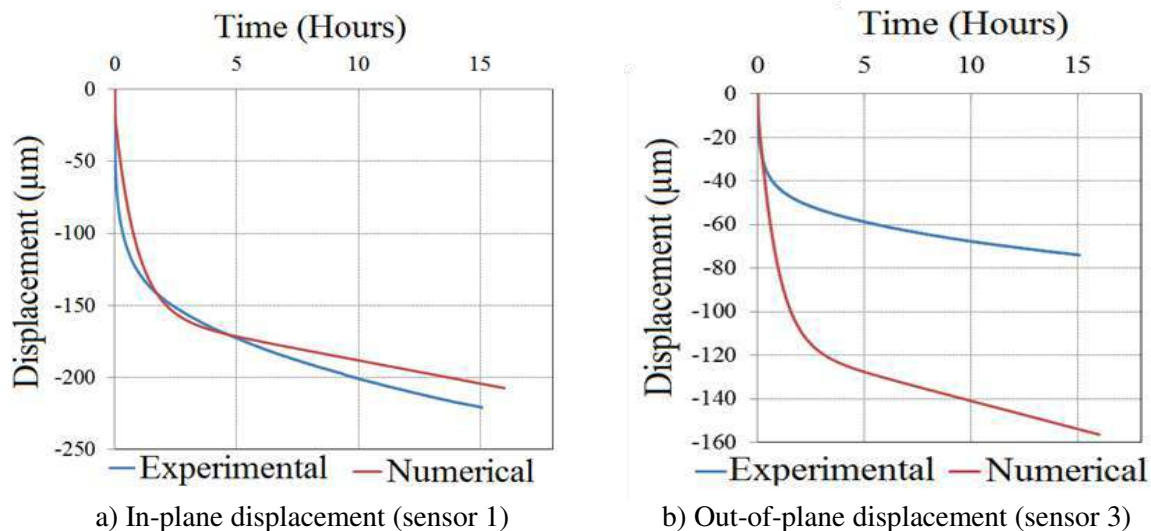 Time (Hours)
0 5 10 15
0
-50
-100
-150
-200
-250
Displacement (µm)
Experimental Numerical
a) In-plane displacement (sensor 1)
Time (Hours)
0 5 10 15
0
-20
-40
-60
-80
-100
-120
-140
-160
Displacement (µm)
Experimental Numerical
b) Out-of-plane displacement (sensor 3)